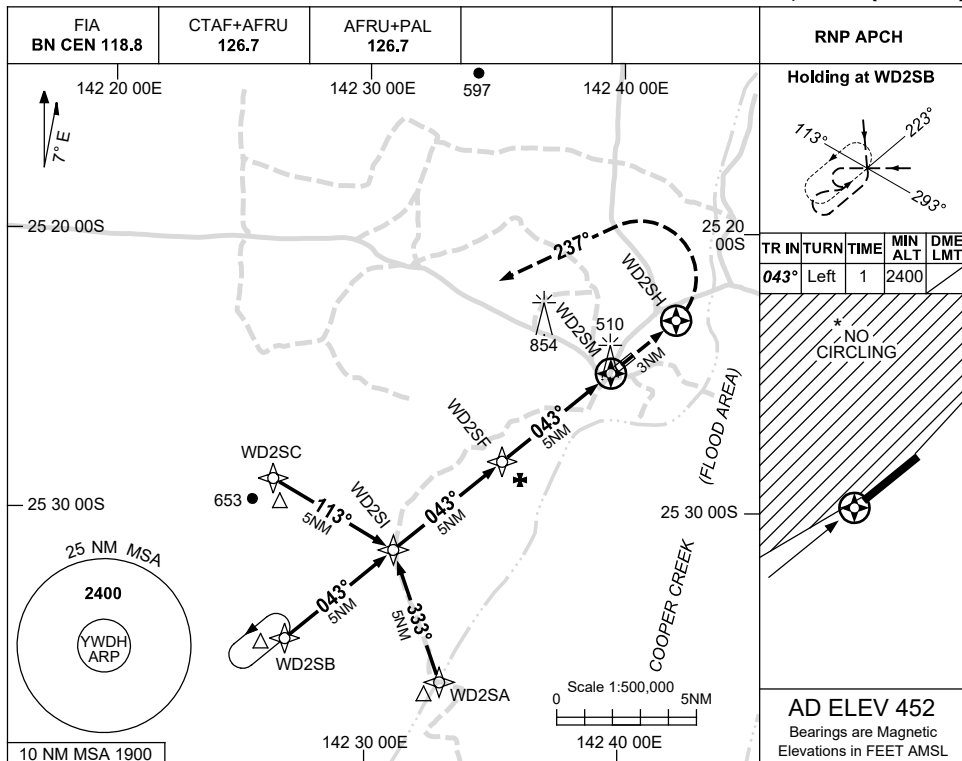 FIA
BN CEN 118.8
CTAF+AFRU
126.7
AFRU+PAL
126.7
RNP APCH
142 20 00E
142 30 00E
597
142 40 00E
7° E
Holding at WD2SB
113°
223°
293°
TR IN TURN TIME MIN ALT DME LMT
043° Left 1 2400
25 20 00S
25 20
00S
237°
WD2SH
WD2SM
510
854
3NM
* NO
CIRCLING
043°
5NM
WD2SF
WD2SC
653
113°
5NM
WD2SI
043°
5NM
(FLOOD AREA)
25 30 00S
25 30 00S
25 NM MSA
2400
YWDH
ARP
043°
5NM
333°
5NM
COOPER CREEK
WD2SB
WD2SA
Scale 1:500,000
0 5NM
142 30 00E
142 40 00E
10 NM MSA 1900
AD ELEV 452
Bearings are Magnetic
Elevations in FEET AMSL